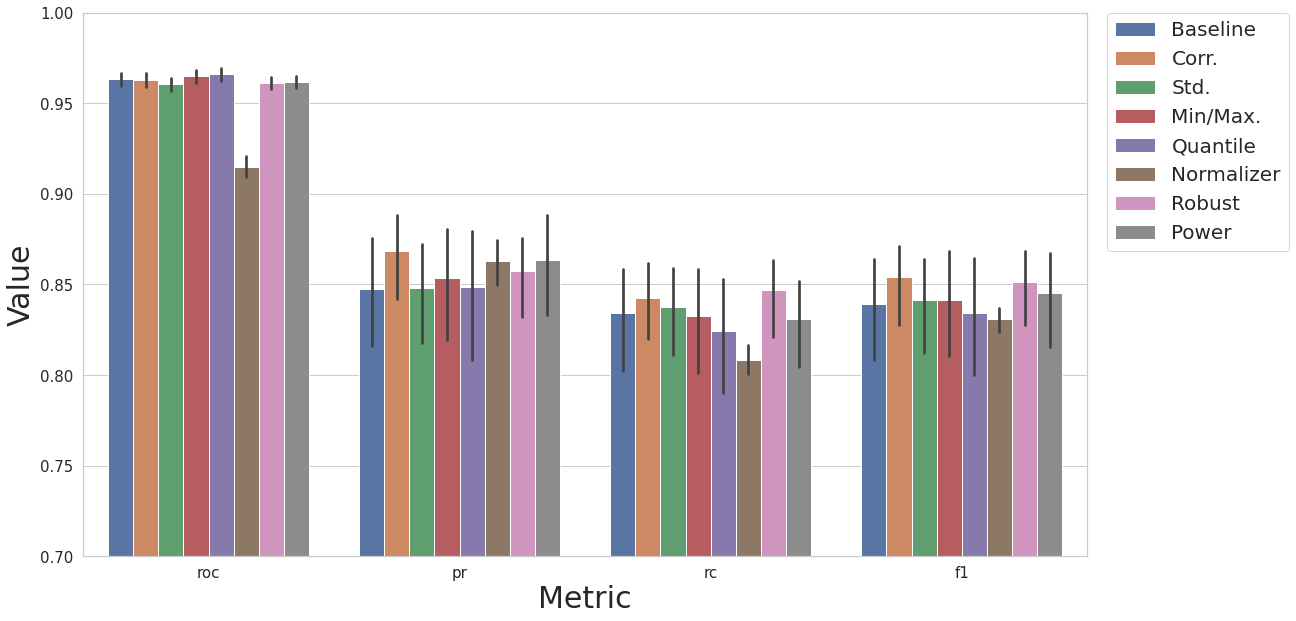 1.00
0.95
0.90
0.85
0.80
0.75
0.70
Value
roc
pr
rc
f1
Metric
Baseline
Corr.
Std.
Min/Max.
Quantile
Normalizer
Robust
Power